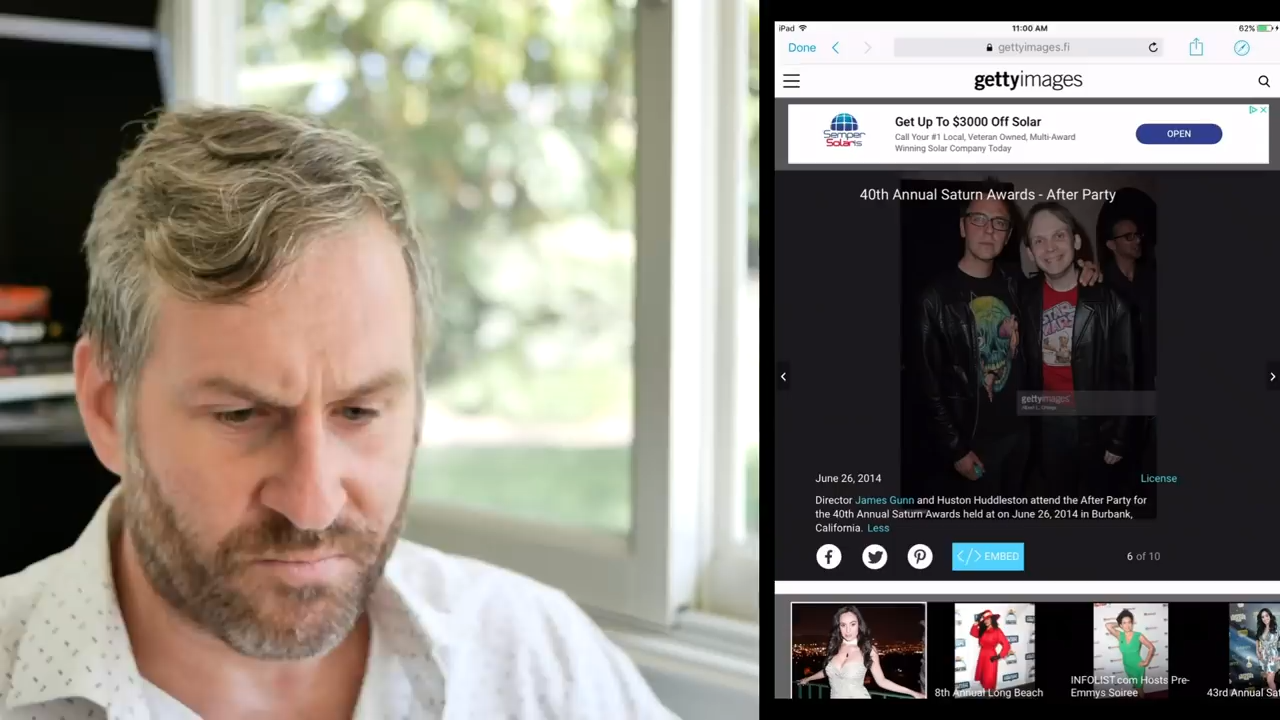 iPad
11:00 AM
62%
Done
gettyimages.fi
gettyimages
Semper
Solaris
Get Up To $3000 Off Solar
Call Your #1 Local, Veteran Owned, Multi-Award
Winning Solar Company Today
OPEN
40th Annual Saturn Awards - After Party
gettyimages
June 26, 2014
License
Director James Gunn and Huston Huddleston attend the After Party for
the 40th Annual Saturn Awards held at on June 26, 2014 in Burbank,
California. Less
</> EMBED
6 of 10
8th Annual Long Beach
INFOLIST.com Hosts Pre-
Emmys Soiree
43rd Annual Sat